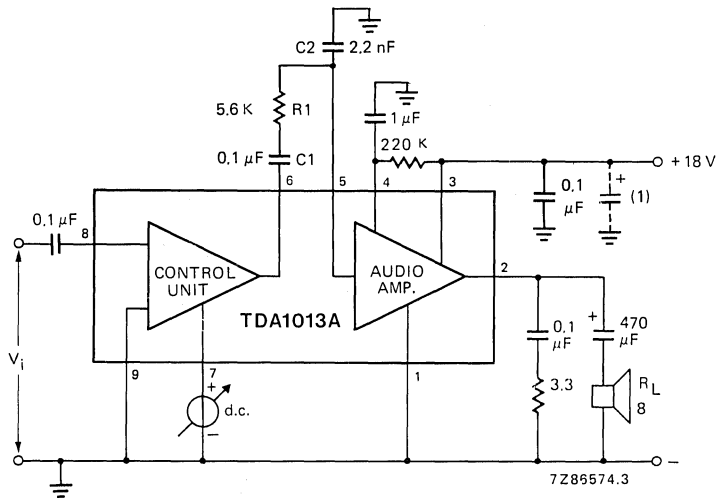 C2
2,2 nF
5.6 K
R1
1 μF
220 K
0,1 μF
C1
6
5
4
3
+ 18 V
0,1
μF
+
(1)
0,1 μF
8
CONTROL
UNIT
AUDIO
AMP.
2
TDA1013A
0,1
μF
+
470
μF
Vi
9
7
+
d.c.
−
1
3.3
RL
8
−
7Z86574.3